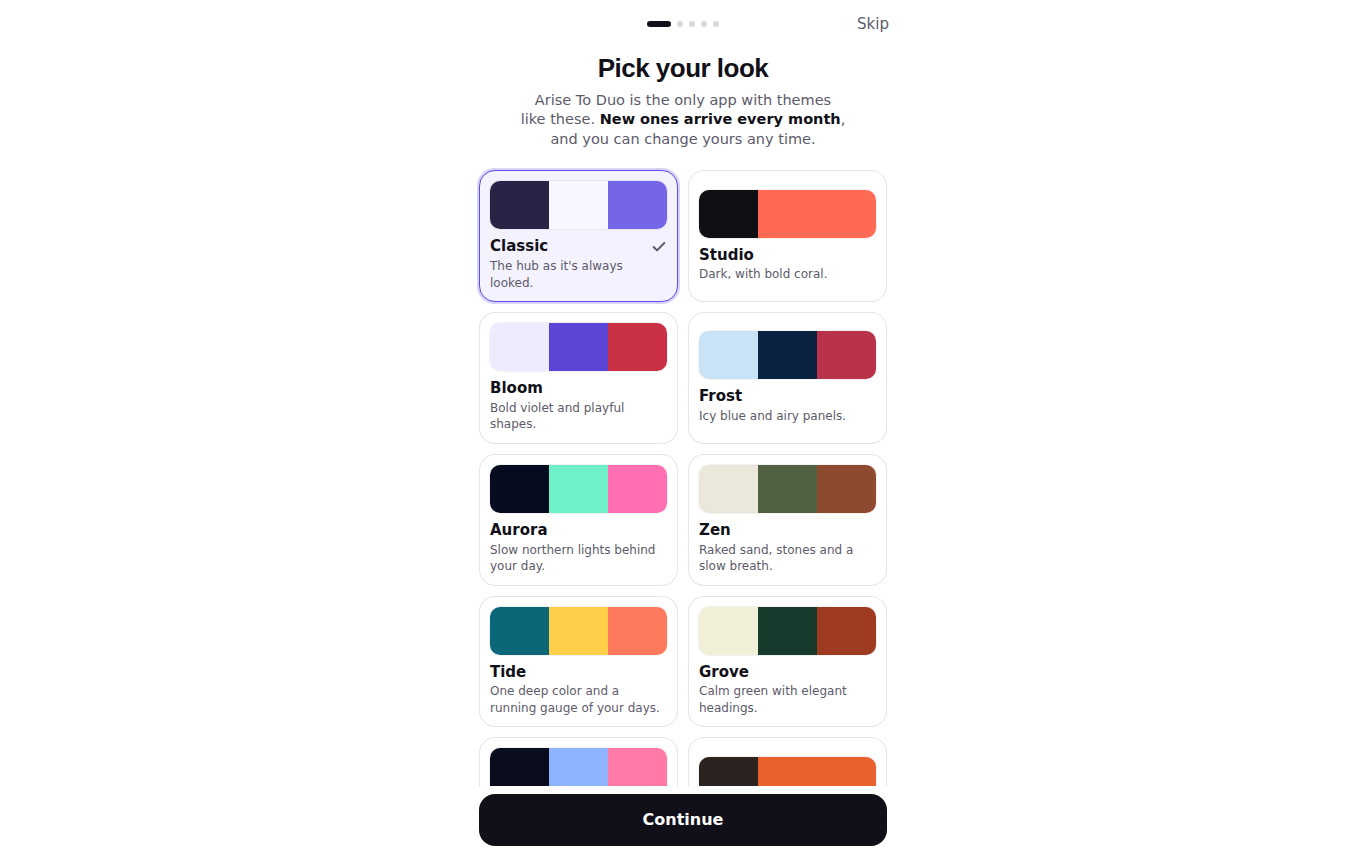 Skip
Pick your look
Arise To Duo is the only app with themes
like these. New ones arrive every month,
and you can change yours any time.
Classic
The hub as it's always
looked.
Studio
Dark, with bold coral.
Bloom
Bold violet and playful
shapes.
Frost
Icy blue and airy panels.
Aurora
Slow northern lights behind
your day.
Zen
Raked sand, stones and a
slow breath.
Tide
One deep color and a
running gauge of your days.
Grove
Calm green with elegant
headings.
Continue